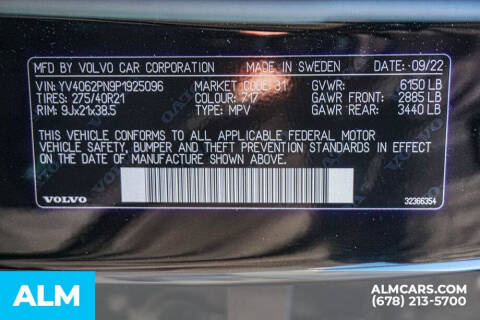 MFD BY VOLVO CAR CORPORATION MADE IN SWEDEN DATE: 09/22
VIN: YV4062PN9P1925096 MARKET CODE: 31 GVWR: 6150 LB
TIRES: 275/40R21 COLOUR: 717 GAWR FRONT: 2885 LB
RIM: 9Jx21x38.5 TYPE: MPV GAWR REAR: 3440 LB
THIS VEHICLE CONFORMS TO ALL APPLICABLE FEDERAL MOTOR
VEHICLE SAFETY, BUMPER AND THEFT PREVENTION STANDARDS IN EFFECT
ON THE DATE OF MANUFACTURE SHOWN ABOVE.
VOLVO 32366354
ALM
ALMCARS.COM
(678) 213-5700